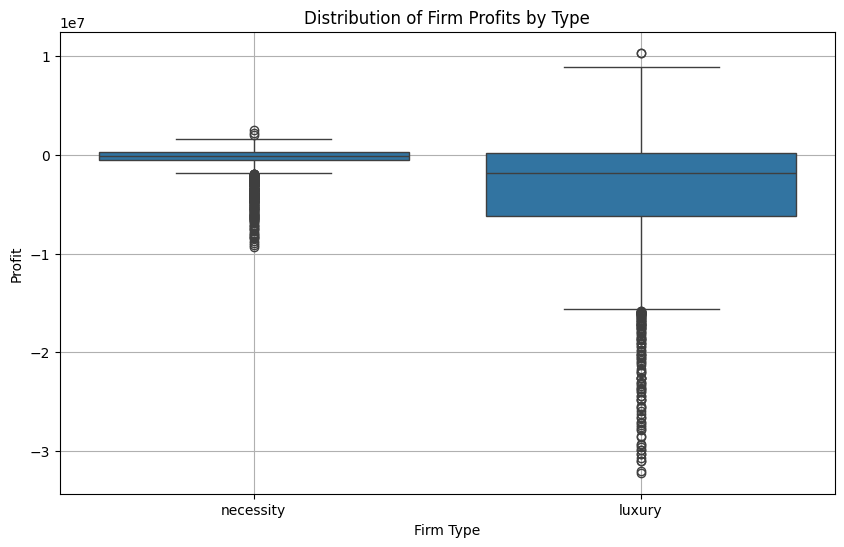 Distribution of Firm Profits by Type
1e7
1
0
−1
−2
−3
Profit
necessity
luxury
Firm Type